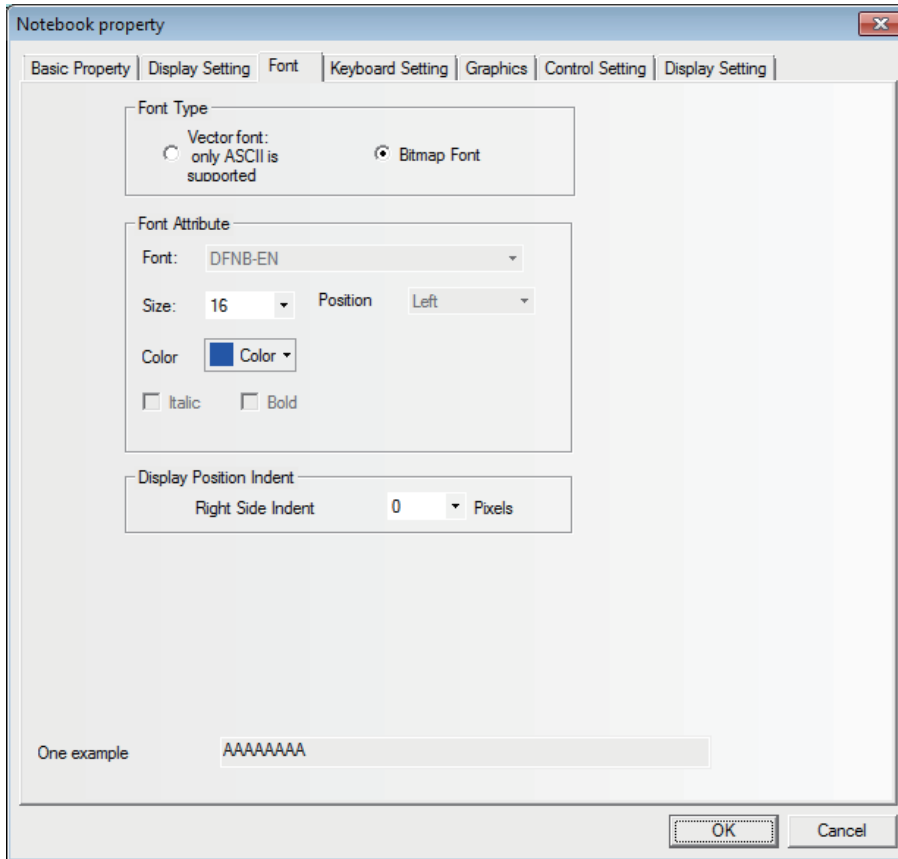 Notebook property
Basic Property Display Setting Font Keyboard Setting Graphics Control Setting Display Setting
Font Type
Vector font:
only ASCII is
supported
Bitmap Font
Font Attribute
Font: DFNB-EN
Size: 16 Position Left
Color Color
Italic Bold
Display Position Indent
Right Side Indent 0 Pixels
One example AAAAAAAA
OK Cancel